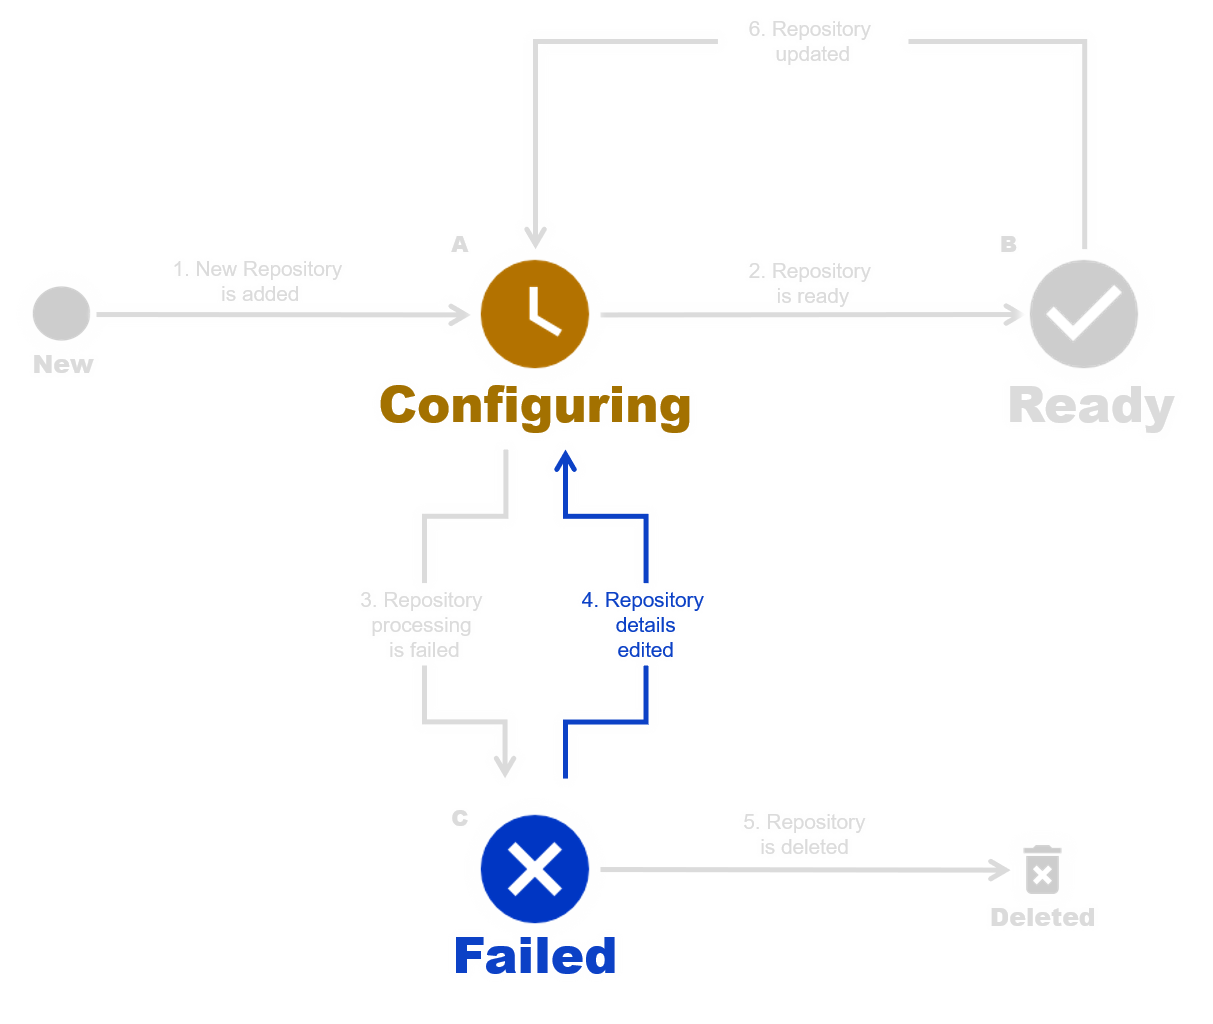 6. Repository
updated
A
B
1. New Repository
is added
2. Repository
is ready
New
Configuring
Ready
3. Repository
processing
is failed
4. Repository
details
edited
C
5. Repository
is deleted
Deleted
Failed